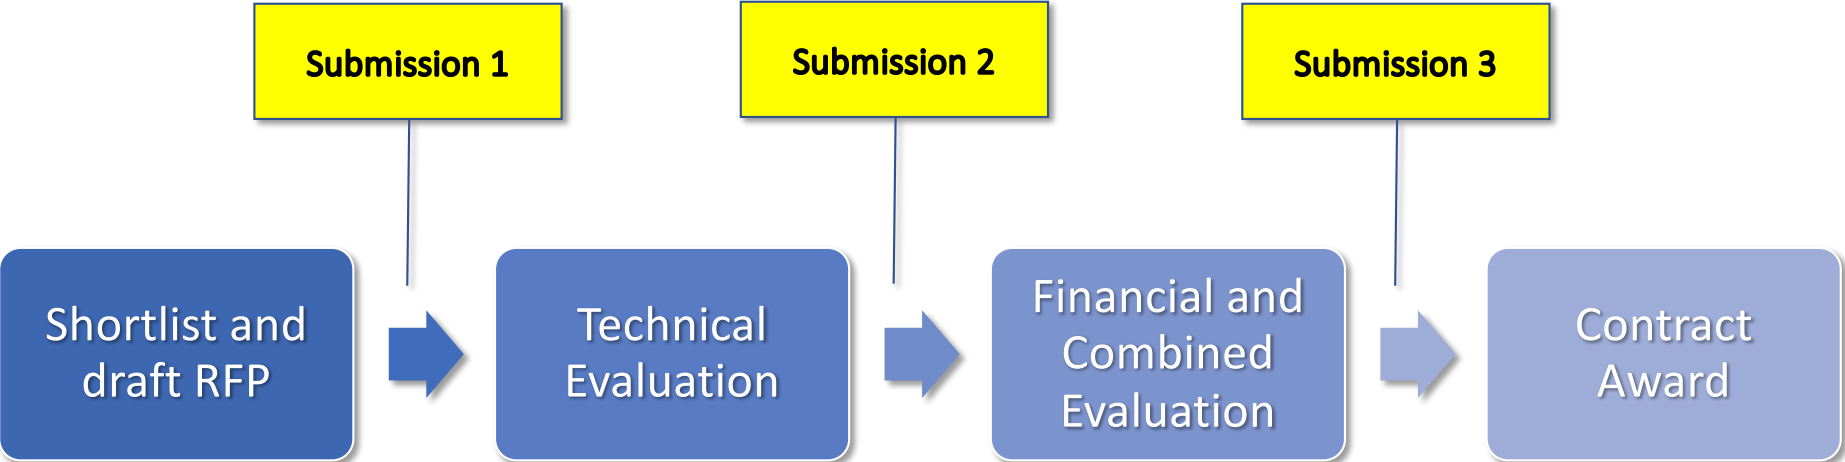 Submission 1
Submission 2
Submission 3
Shortlist and
draft RFP
Technical
Evaluation
Financial and
Combined
Evaluation
Contract
Award